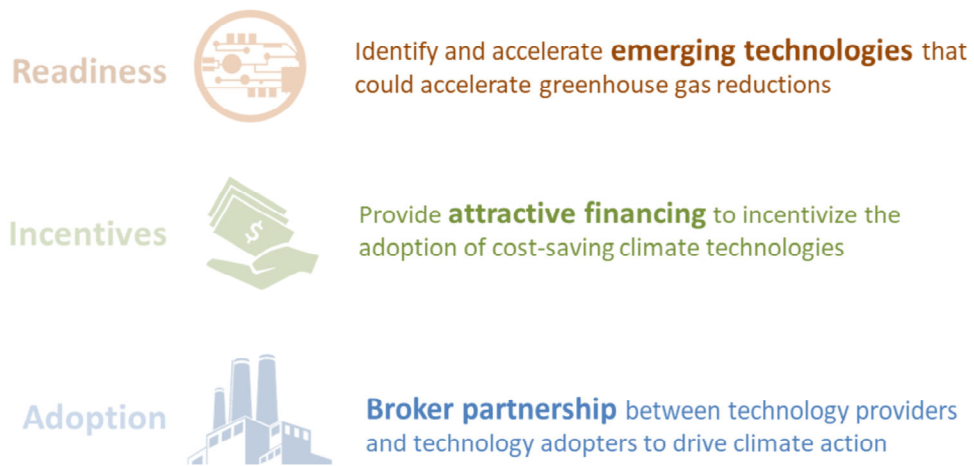 Readiness
Identify and accelerate emerging technologies that
could accelerate greenhouse gas reductions
Incentives
$
Provide attractive financing to incentivize the
adoption of cost-saving climate technologies
Adoption
Broker partnership between technology providers
and technology adopters to drive climate action